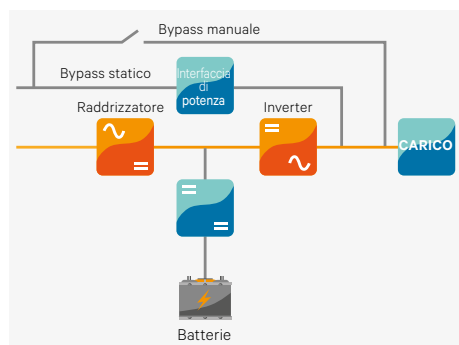 Bypass manuale
Bypass statico
Interfaccia
di
potenza
Raddrizzatore
Inverter
CARICO
Batterie